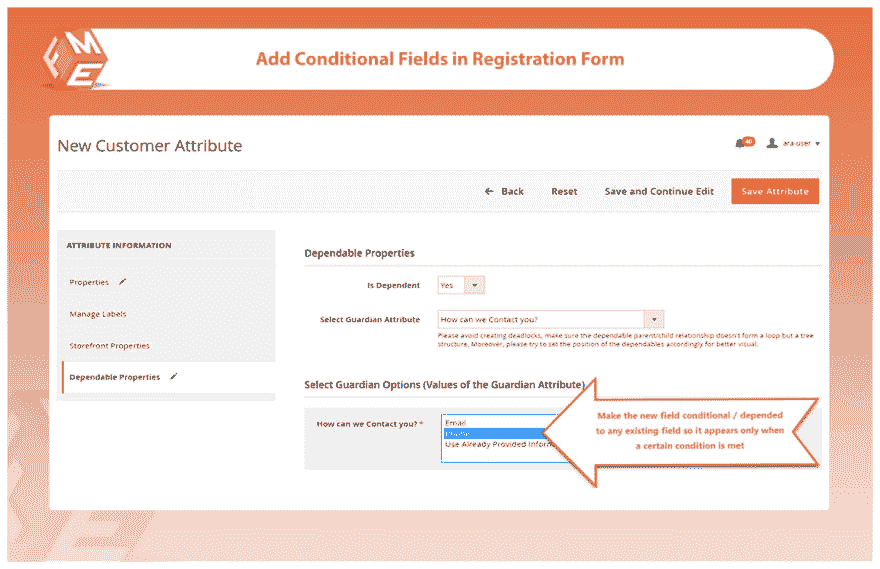 FME
Add Conditional Fields in Registration Form
New Customer Attribute
40
ara-user
← Back
Reset
Save and Continue Edit
Save Attribute
ATTRIBUTE INFORMATION
Properties
Manage Labels
Storefront Properties
Dependable Properties
Dependable Properties
Is Dependent
Yes
Select Guardian Attribute
How can we Contact you?
Please avoid creating deadlocks, make sure the dependable parent/child relationship doesn't form a loop but a tree
structure, Moreover, please try to set the position of the dependables accordingly for better visual.
Select Guardian Options (Values of the Guardian Attribute)
How can we Contact you? *
Email
Use Already Provided Inform
Make the new field conditional / depended
to any existing field so it appears only when
a certain condition is met